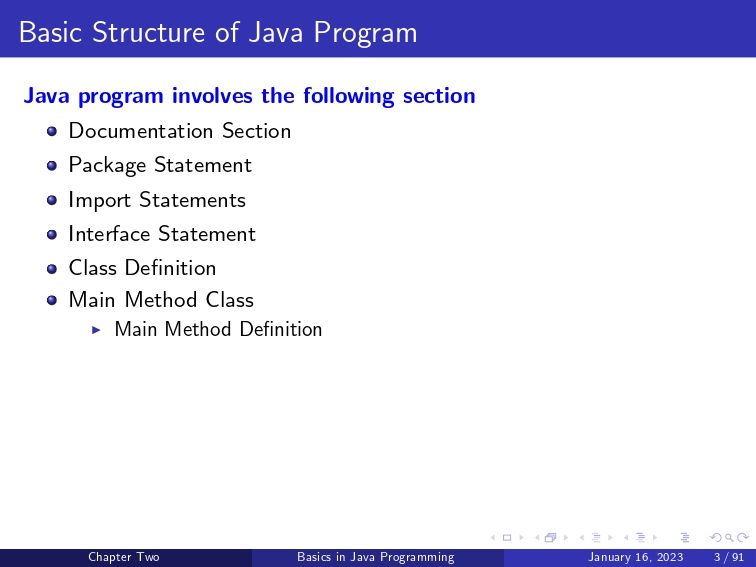 Basic Structure of Java Program
Java program involves the following section
Documentation Section
Package Statement
Import Statements
Interface Statement
Class Definition
Main Method Class
Main Method Definition
Chapter Two
Basics in Java Programming
January 16, 2023
3 / 91